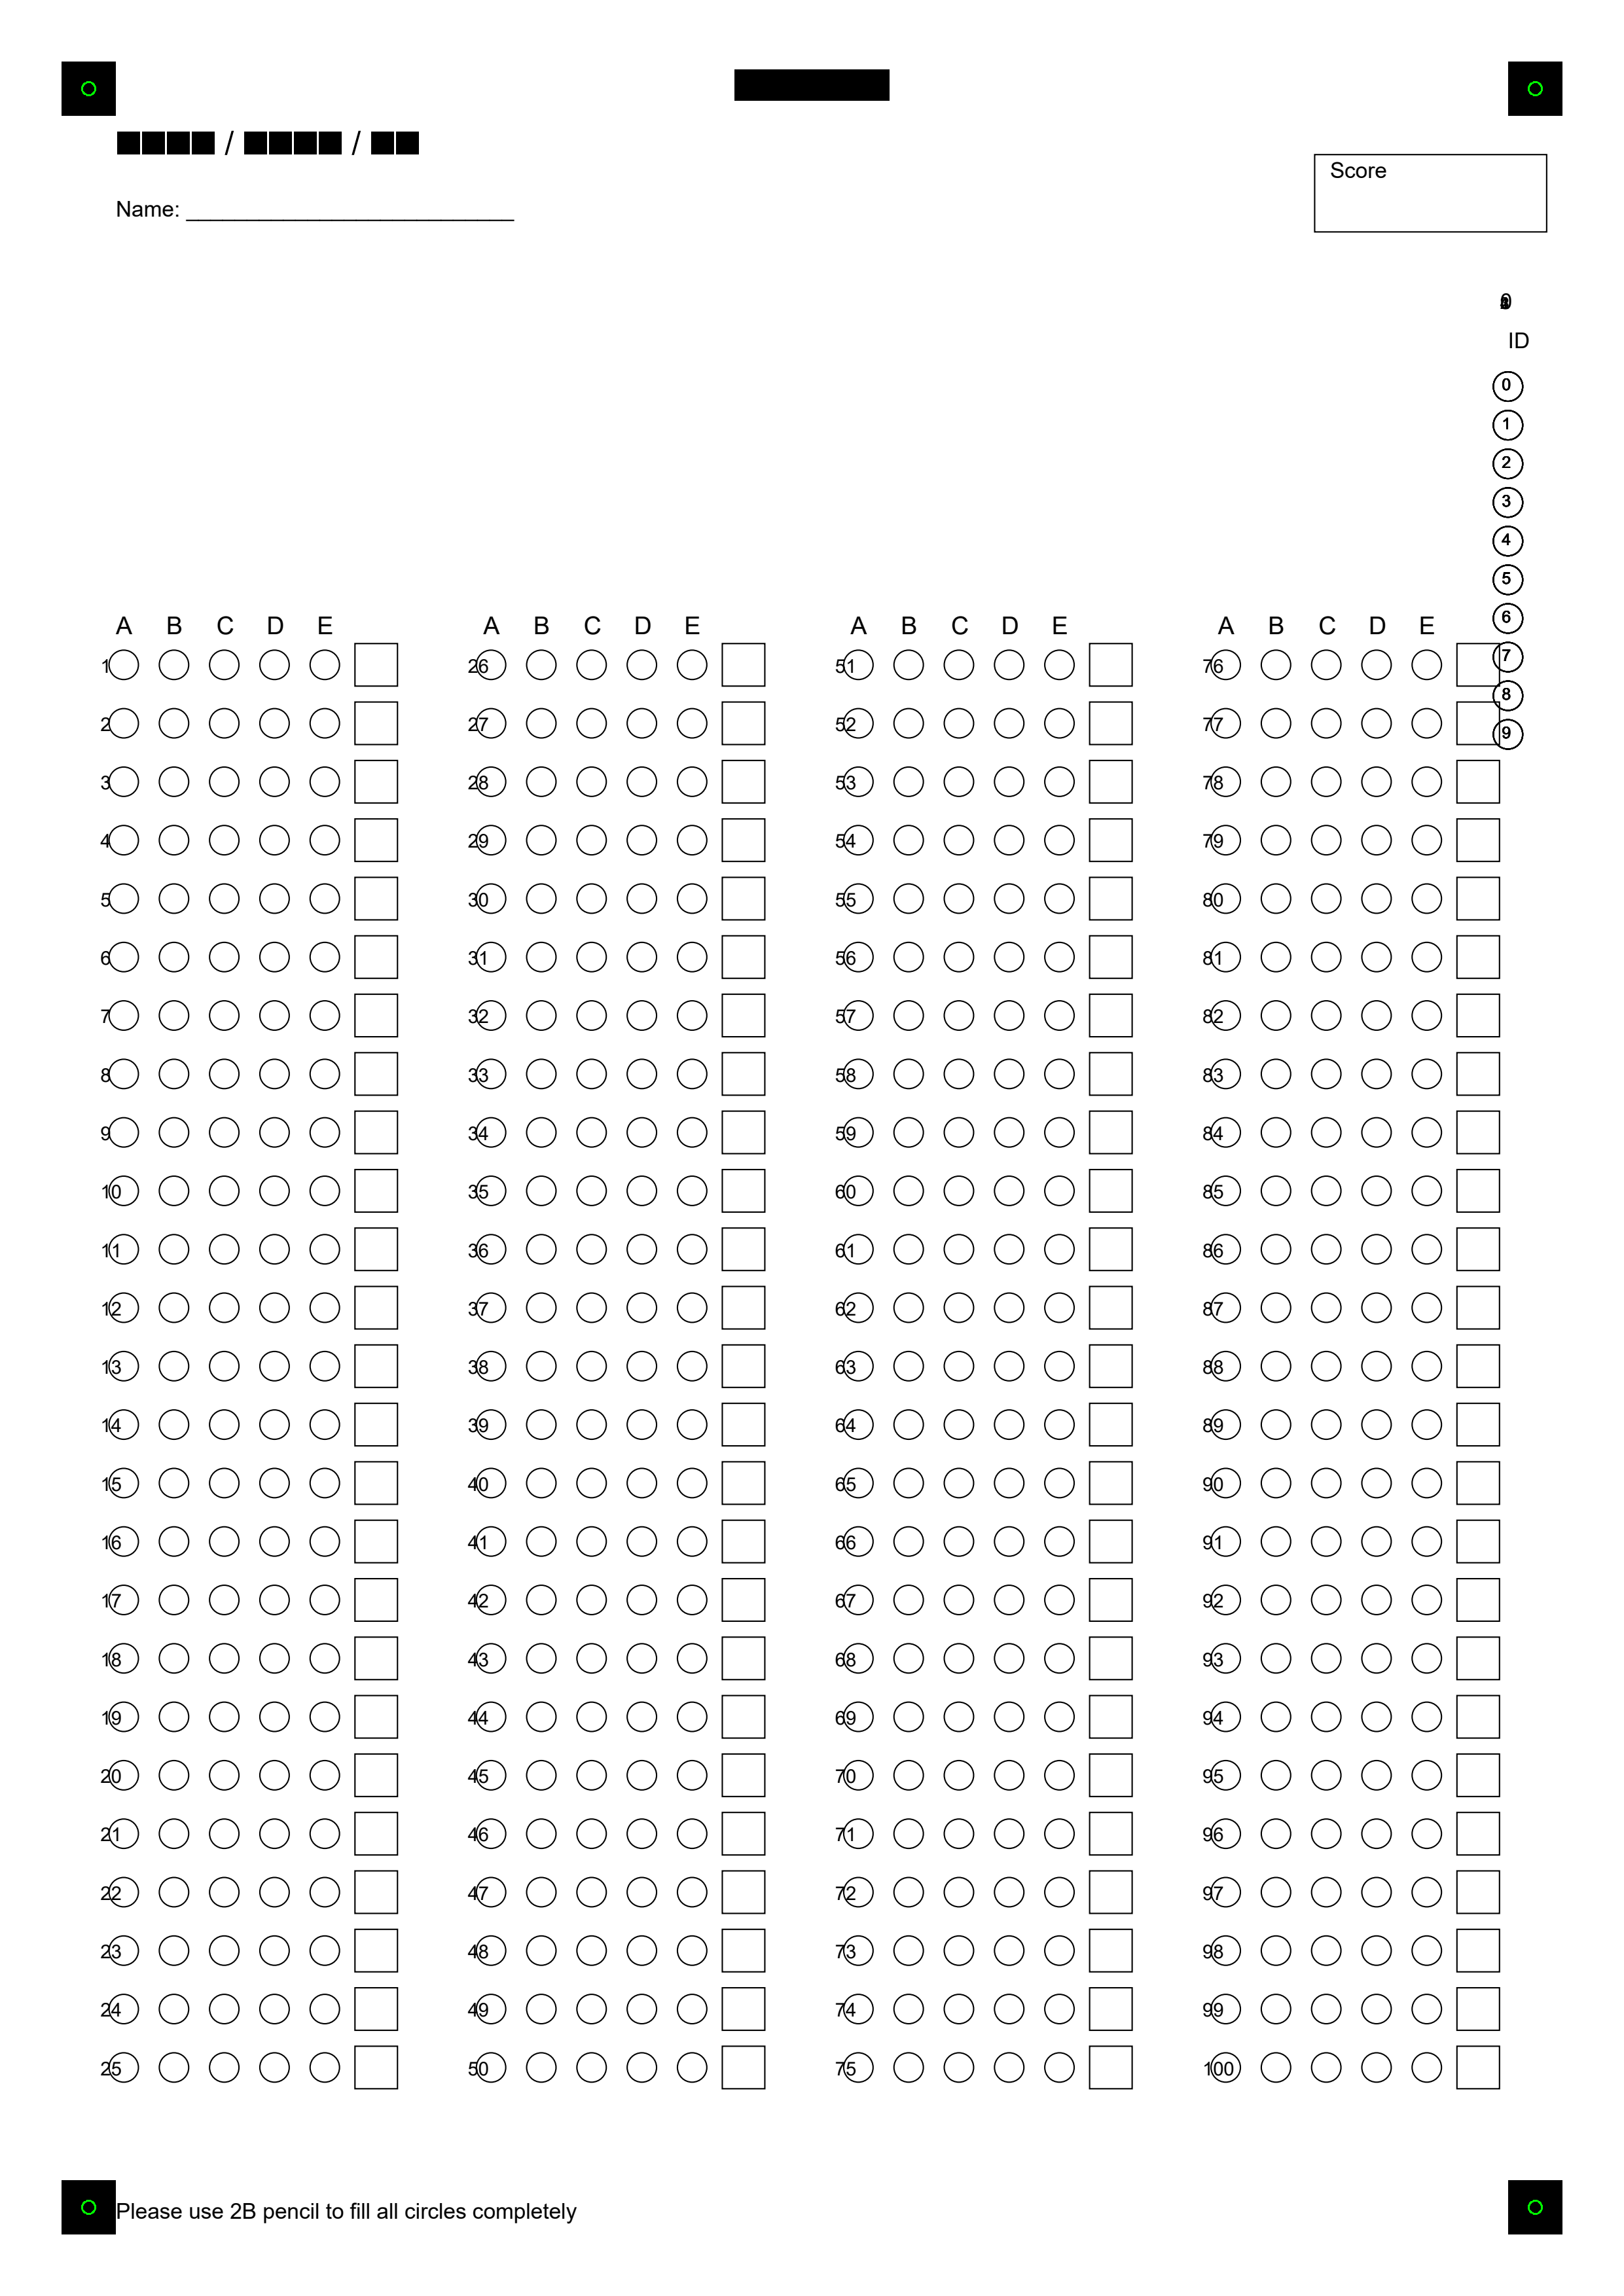 ■■■■ / ■■■■ / ■■
Score
Name: ___________________________
ID
0
1
2
3
4
5
6
7
8
9
A B C D E A B C D E A B C D E A B C D E
1 26 51 76
2 27 52 77
3 28 53 78
4 29 54 79
5 30 55 80
6 31 56 81
7 32 57 82
8 33 58 83
9 34 59 84
10 35 60 85
11 36 61 86
12 37 62 87
13 38 63 88
14 39 64 89
15 40 65 90
16 41 66 91
17 42 67 92
18 43 68 93
19 44 69 94
20 45 70 95
21 46 71 96
22 47 72 97
23 48 73 98
24 49 74 99
25 50 75 100
Please use 2B pencil to fill all circles completely